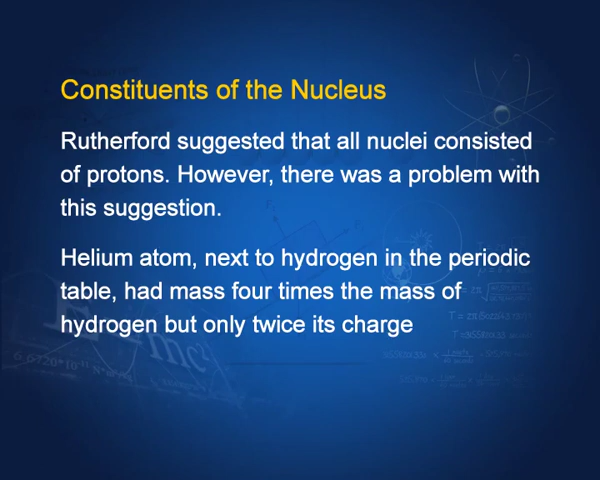 Constituents of the Nucleus
Rutherford suggested that all nuclei consisted
of protons. However, there was a problem with
this suggestion.
Helium atom, next to hydrogen in the periodic
table, had mass four times the mass of
hydrogen but only twice its charge